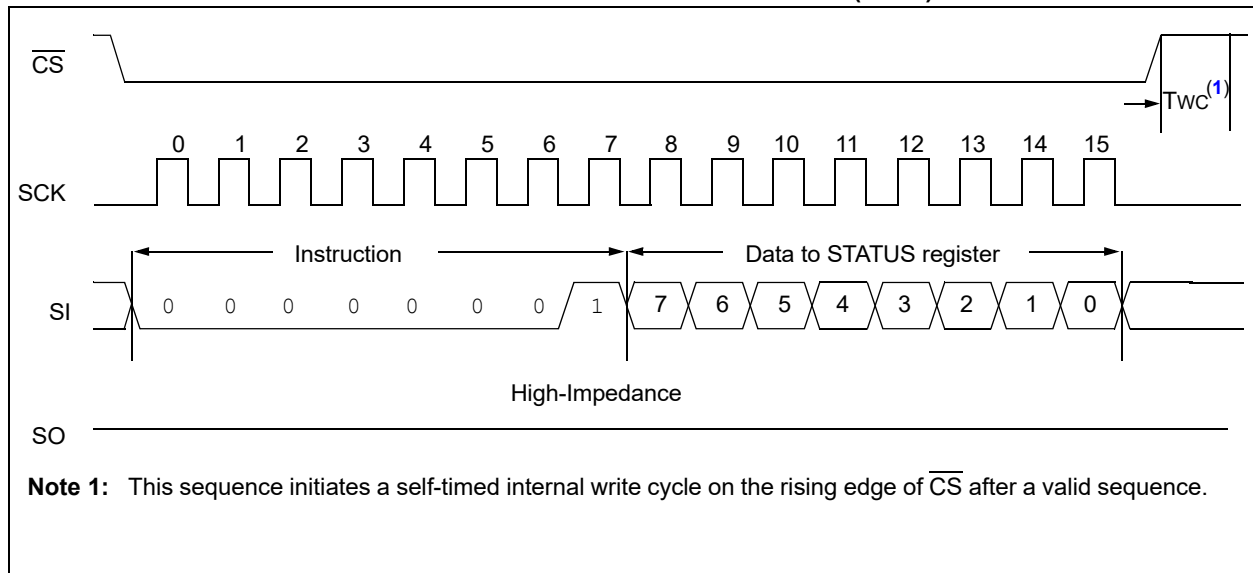 CS
TWC(1)
0 1 2 3 4 5 6 7 8 9 10 11 12 13 14 15
SCK
Instruction Data to STATUS register
SI 0 0 0 0 0 0 0 1 7 6 5 4 3 2 1 0
High-Impedance
SO
Note 1: This sequence initiates a self-timed internal write cycle on the rising edge of CS after a valid sequence.